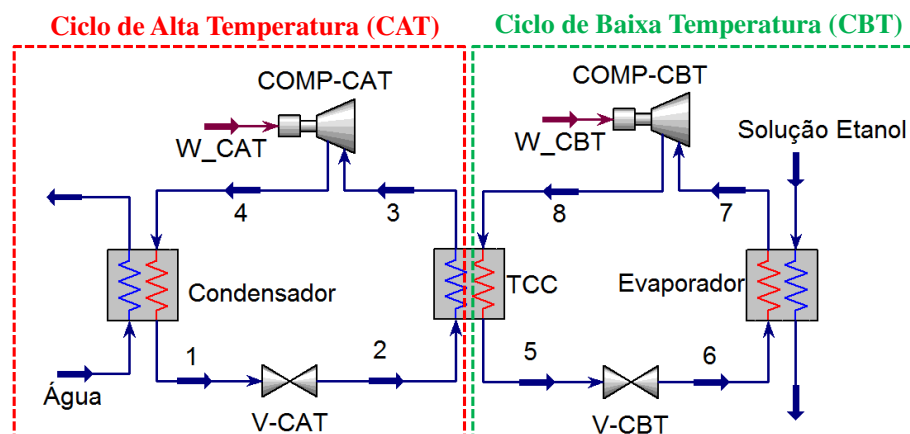 Ciclo de Alta Temperatura (CAT)
Ciclo de Baixa Temperatura (CBT)
COMP-CAT
COMP-CBT
W_CAT
W_CBT
Solução Etanol
4
3
8
7
Condensador
TCC
Evaporador
1
2
5
6
Água
V-CAT
V-CBT